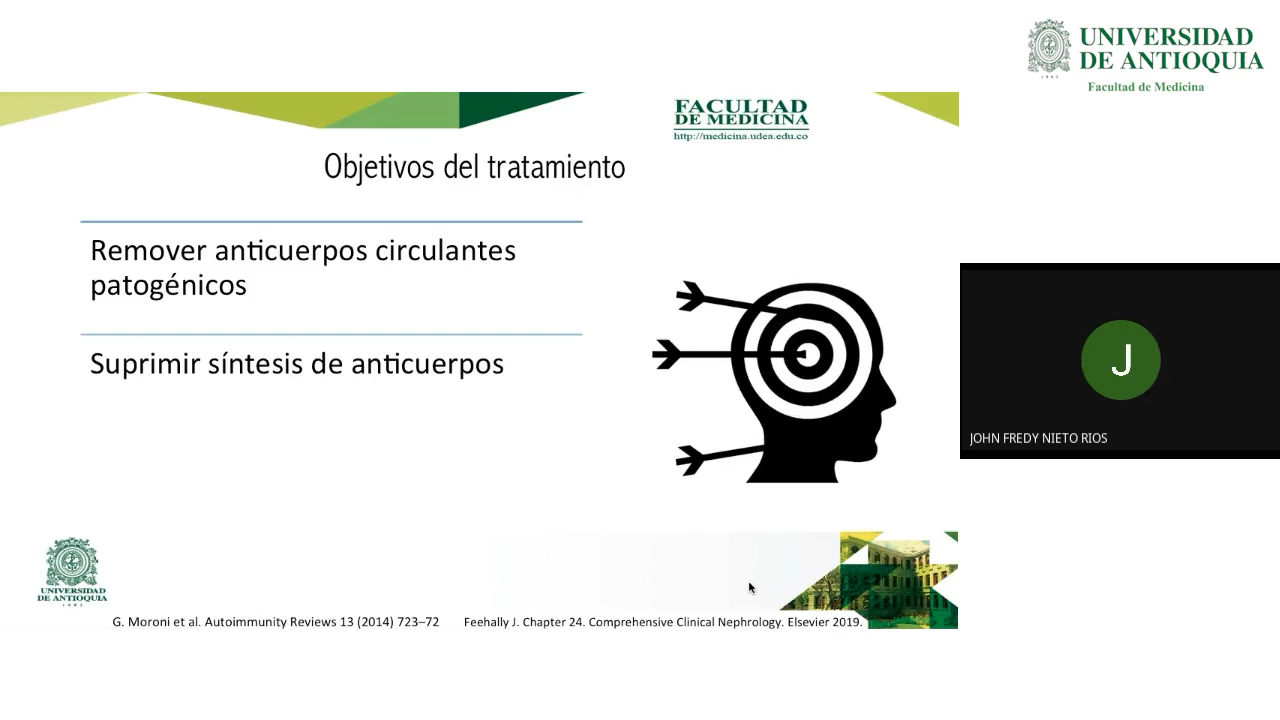 UNIVERSIDAD
DE ANTIOQUIA
1803
Facultad de Medicina
FACULTAD
DE MEDICINA
http://medicina.udea.edu.co
Objetivos del tratamiento
Remover anticuerpos circulantes
patogénicos
Suprimir síntesis de anticuerpos
J
JOHN FREDY NIETO RIOS
UNIVERSIDAD
DE ANTIOQUIA
1803
G. Moroni et al. Autoimmunity Reviews 13 (2014) 723–72
Feehally J. Chapter 24. Comprehensive Clinical Nephrology. Elsevier 2019.